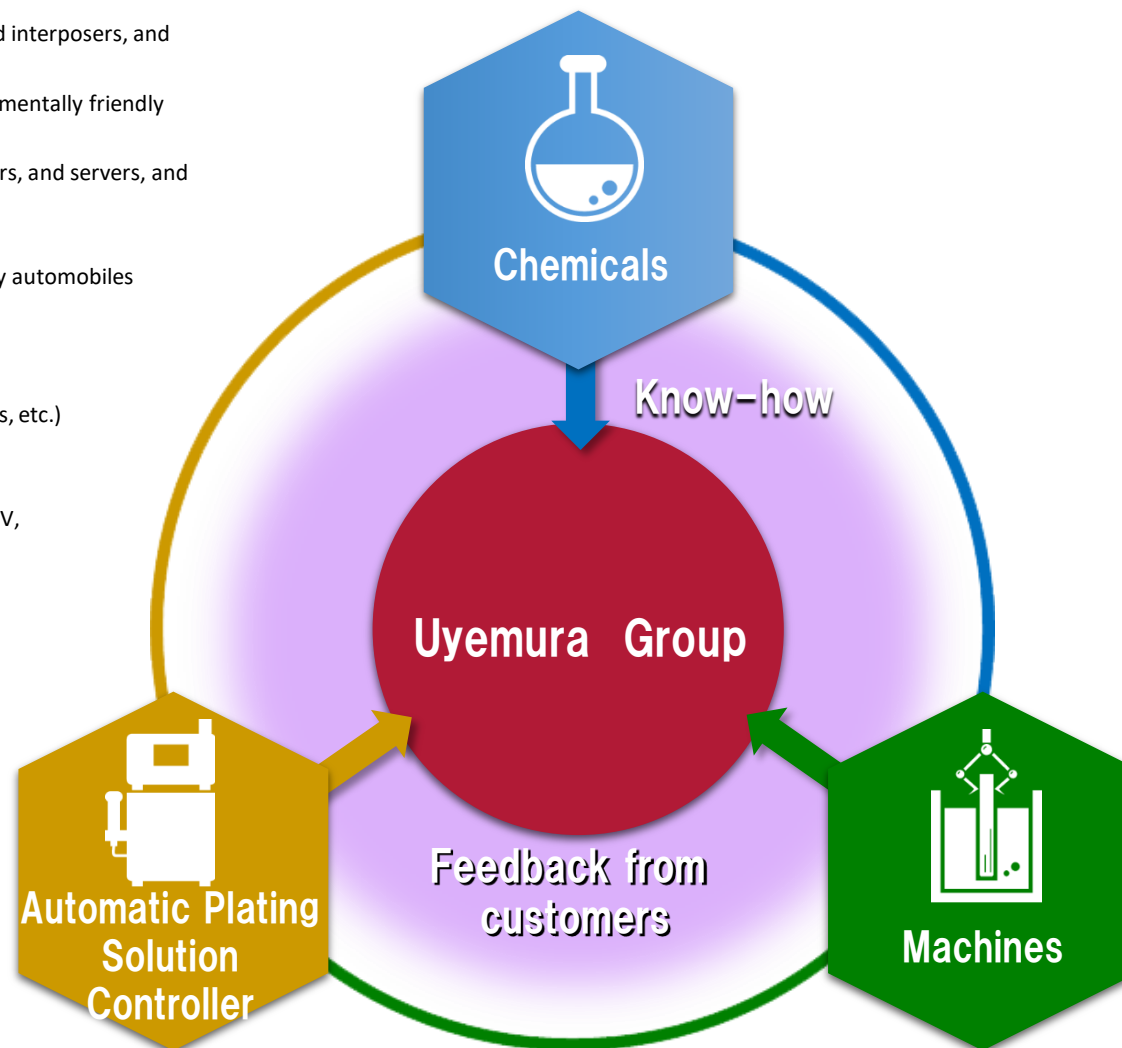 d interposers, and
mentally friendly
rs, and servers, and
y automobiles
s, etc.)
V,
Chemicals
Know-how
Uyemura Group
Feedback from
customers
Automatic Plating
Solution
Controller
Machines